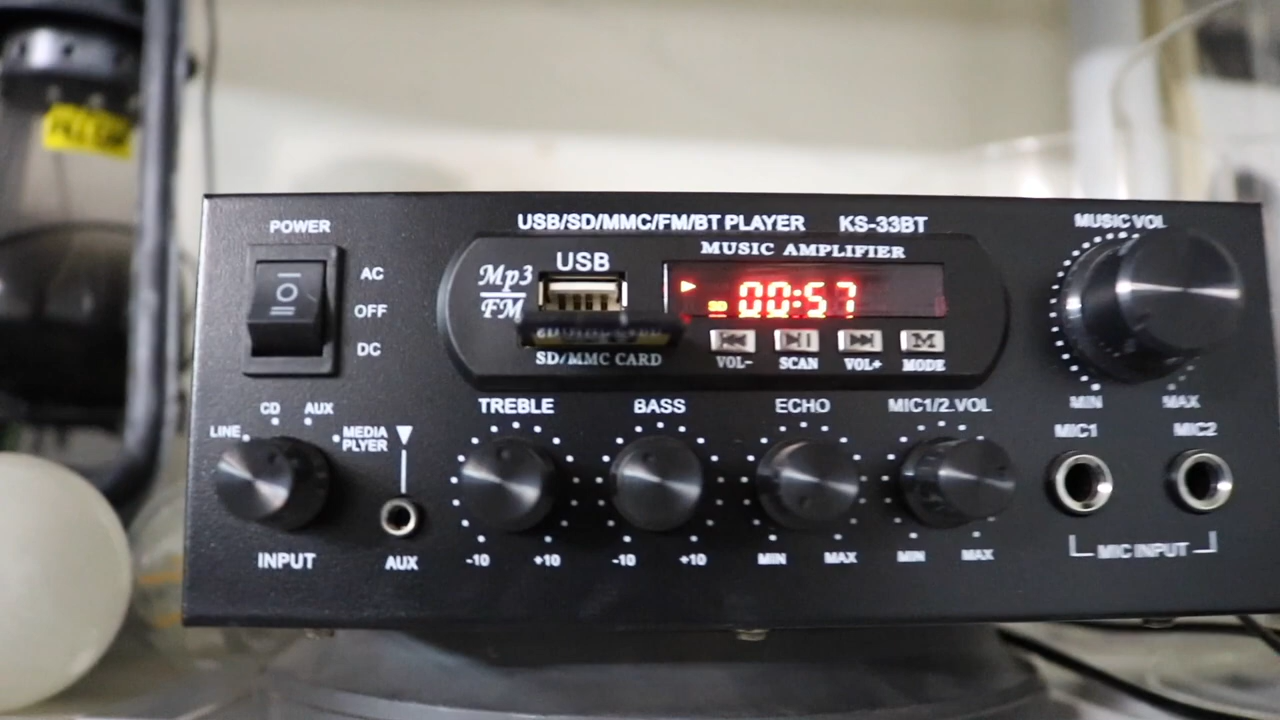 POWER
AC
OFF
DC
USB/SD/MMC/FM/BT PLAYER KS-33BT
MUSIC AMPLIFIER
USB
Mp3
FM
00:57
SD/MMC CARD
VOL- SCAN VOL+ M
MODE
MUSIC VOL
MIN MAX
LINE CD AUX MEDIA
PLYER
INPUT
AUX
TREBLE
-10 +10
BASS
-10 +10
ECHO
MIN MAX
MIC1/2.VOL
MIN MAX
MIC1 MIC2
MIC INPUT